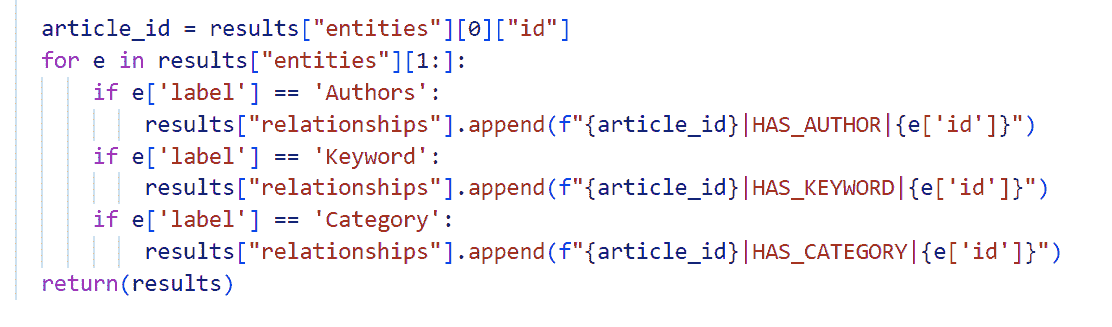 article_id = results["entities"][0]["id"]
for e in results["entities"][1:]:
    if e['label'] == 'Authors':
        results["relationships"].append(f"{article_id}|HAS_AUTHOR|{e['id']}")
    if e['label'] == 'Keyword':
        results["relationships"].append(f"{article_id}|HAS_KEYWORD|{e['id']}")
    if e['label'] == 'Category':
        results["relationships"].append(f"{article_id}|HAS_CATEGORY|{e['id']}")
return(results)